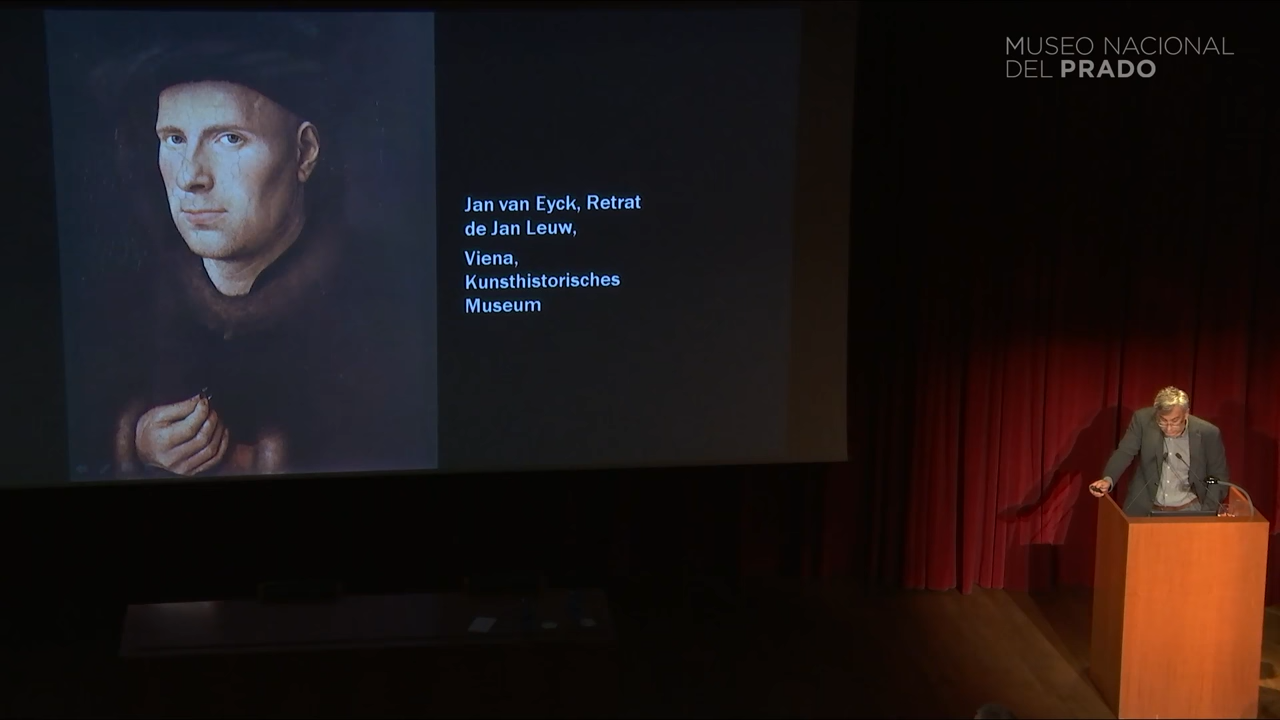 MUSEO NACIONAL
DEL PRADO
Jan van Eyck, Retrat
de Jan Leuw,
Viena,
Kunsthistorisches
Museum